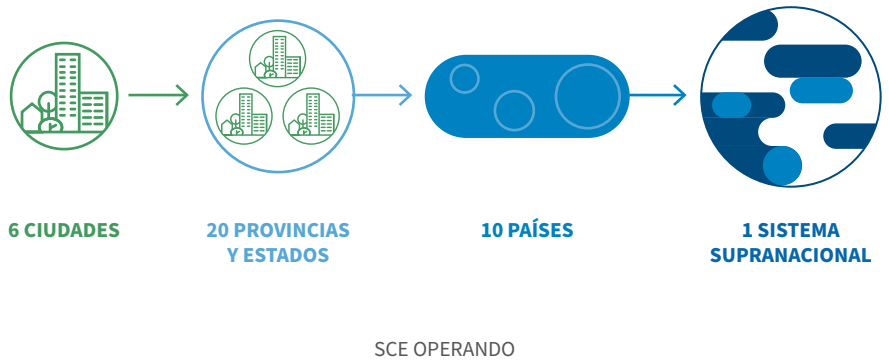 6 CIUDADES
20 PROVINCIAS
Y ESTADOS
10 PAÍSES
1 SISTEMA
SUPRANACIONAL
SCE OPERANDO